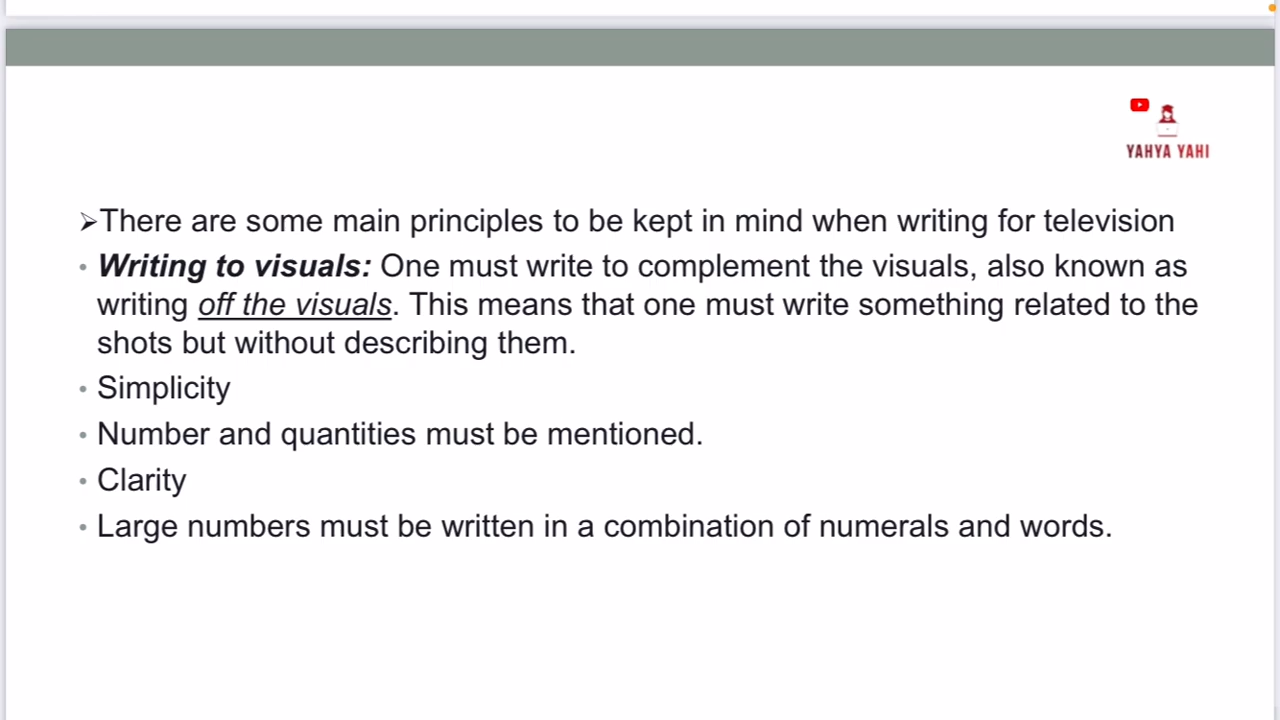 YAHYA YAHI
➢There are some main principles to be kept in mind when writing for television
• Writing to visuals: One must write to complement the visuals, also known as
writing off the visuals. This means that one must write something related to the
shots but without describing them.
• Simplicity
• Number and quantities must be mentioned.
• Clarity
• Large numbers must be written in a combination of numerals and words.